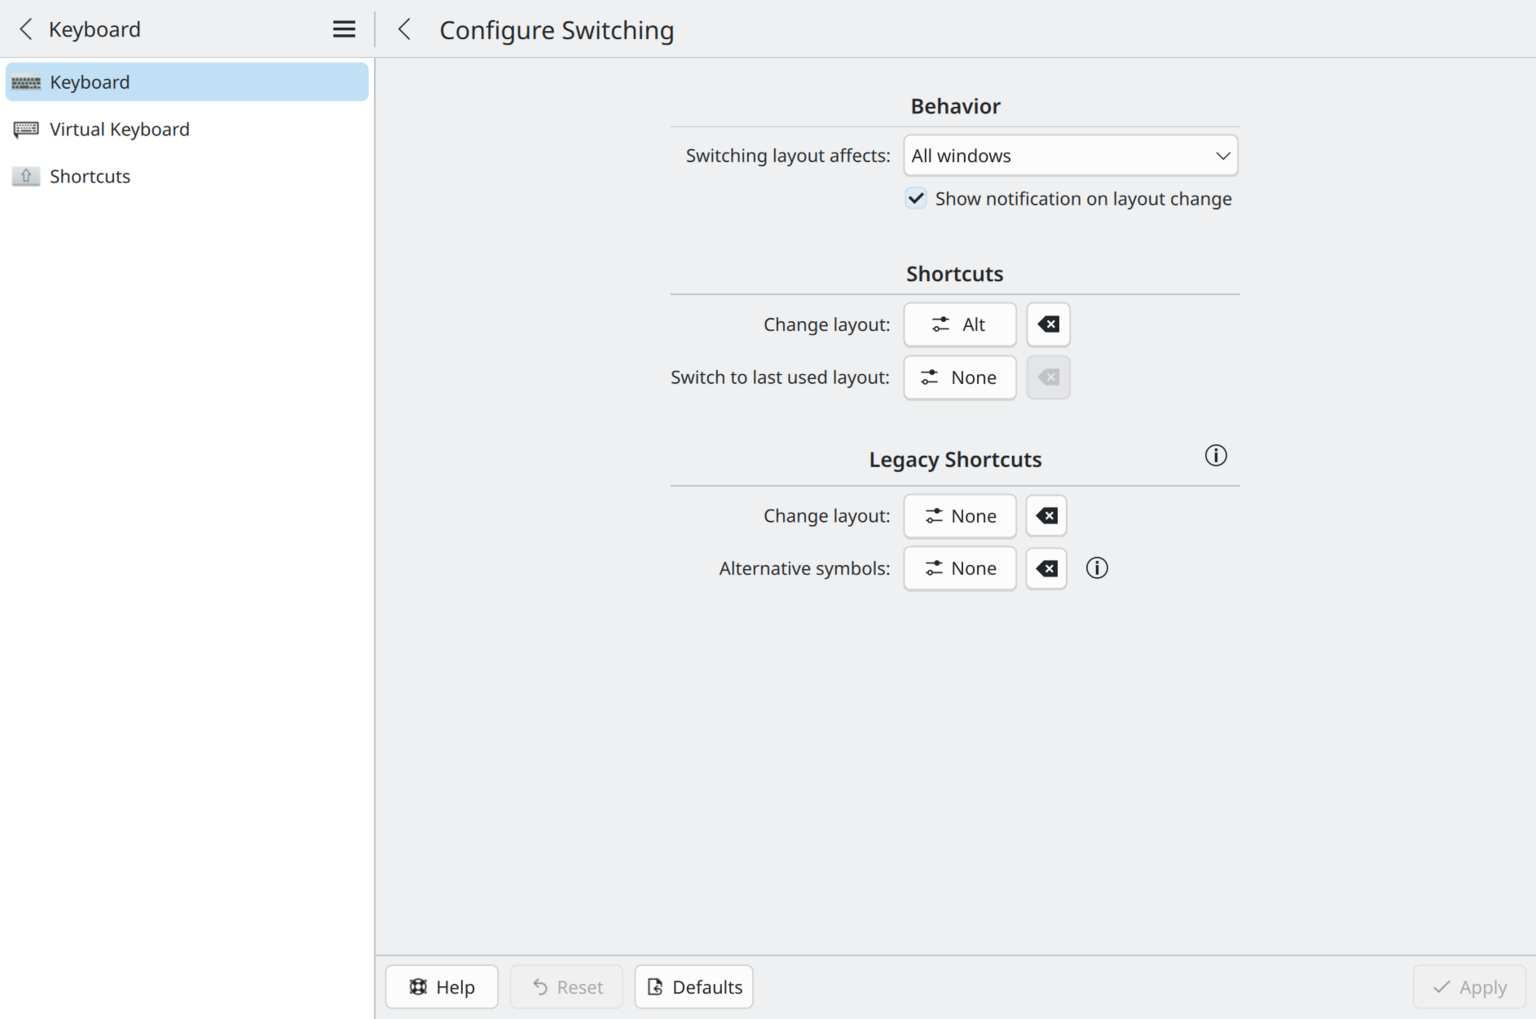 Keyboard
Configure Switching
Keyboard
Virtual Keyboard
Shortcuts
Behavior
Switching layout affects: All windows
Show notification on layout change
Shortcuts
Change layout: Alt
Switch to last used layout: None
Legacy Shortcuts
Change layout: None
Alternative symbols: None
Help Reset Defaults Apply